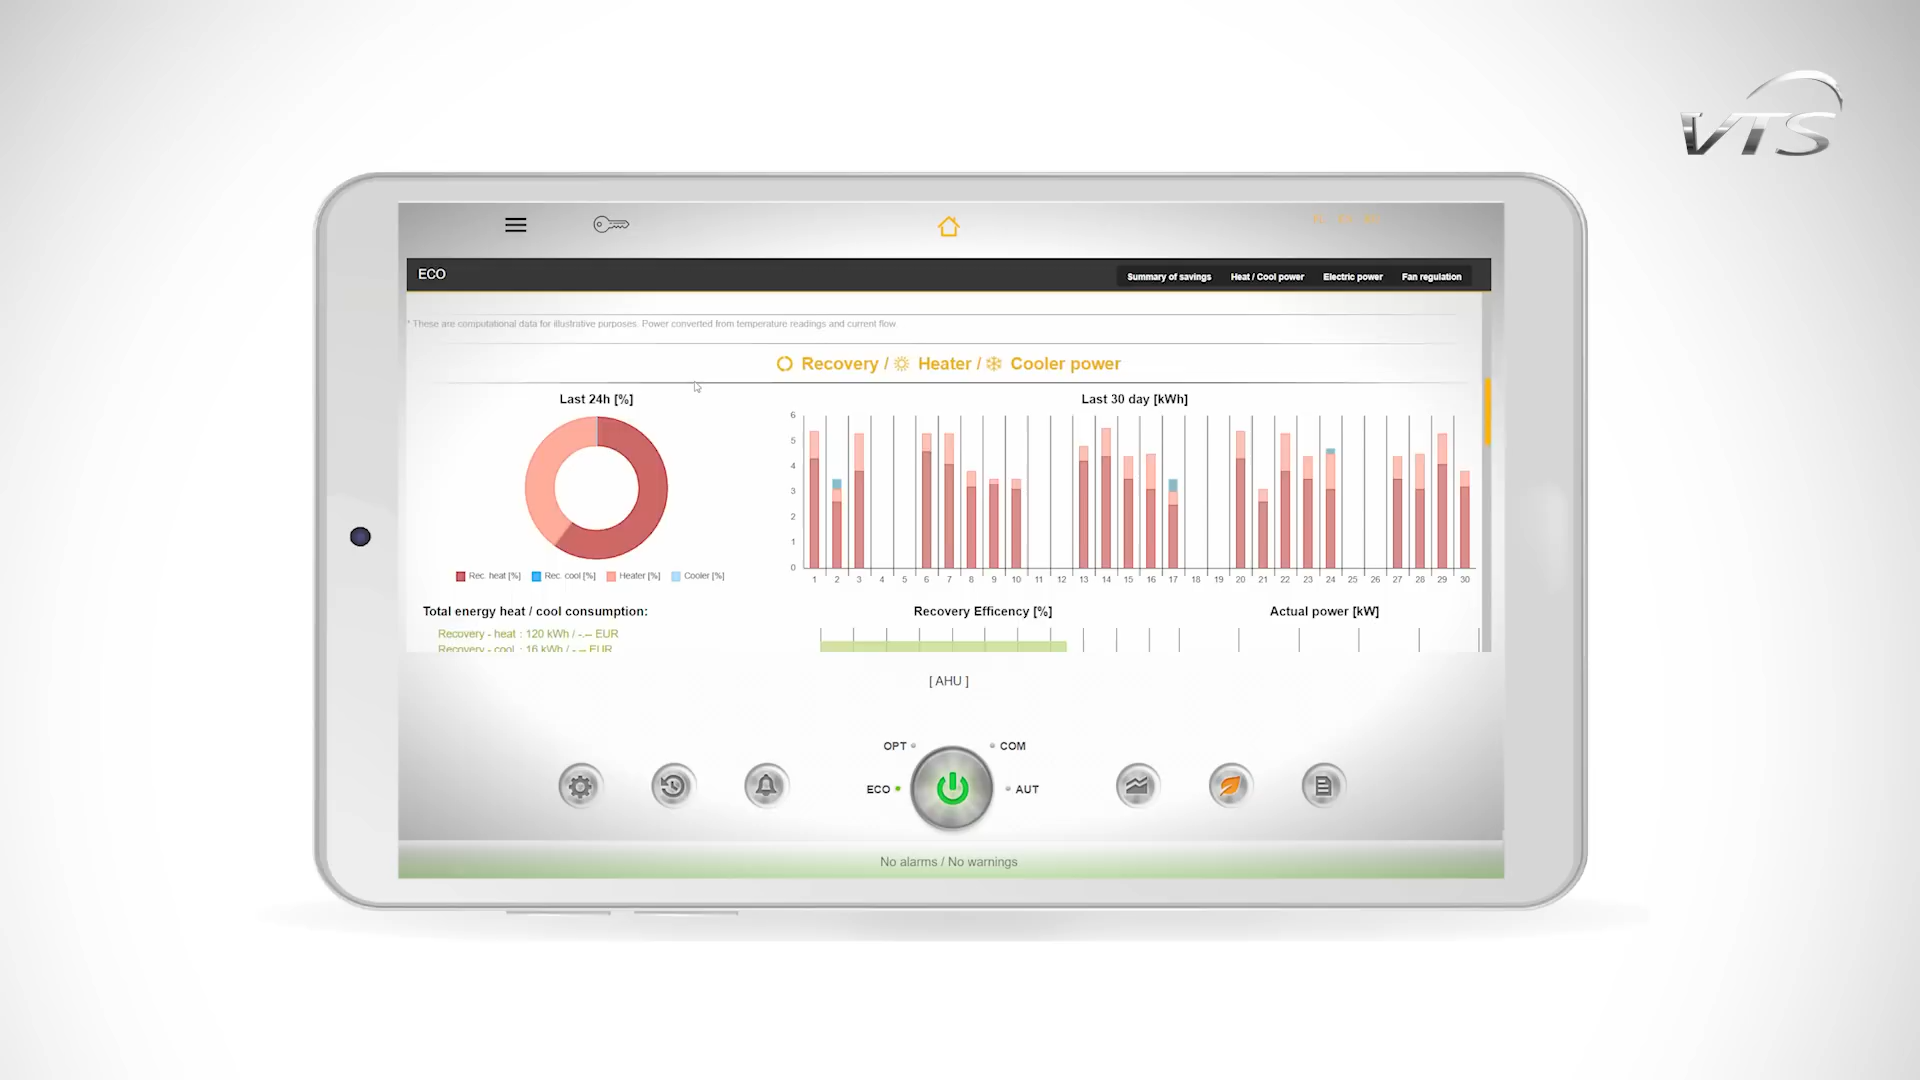 VTS
ECO
Summary of savings Heat / Cool power Electric power Fan regulation
* These are computational data for illustrative purposes. Power converted from temperature readings and current flow.
Recovery / Heater / Cooler power
Last 24h [%]
Last 30 day [kWh]
6
5
4
3
2
1
0
1 2 3 4 5 6 7 8 9 10 11 12 13 14 15 16 17 18 19 20 21 22 23 24 25 26 27 28 29 30
Rec. heat [%] Rec. cool [%] Heater [%] Cooler [%]
Total energy heat / cool consumption:
Recovery Efficency [%]
Actual power [kW]
Recovery - heat : 120 kWh / -.-- EUR
Recovery - cool : 16 kWh / -.-- EUR
[ AHU ]
OPT COM
ECO AUT
No alarms / No warnings